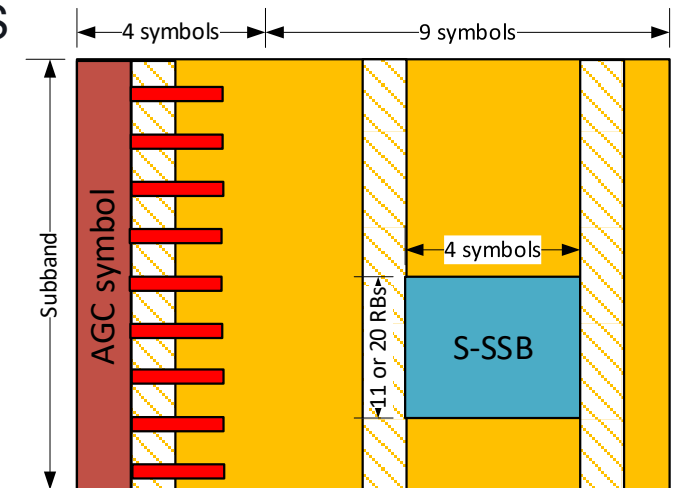 S
4 symbols
9 symbols
Subband
AGC symbol
4 symbols
11 or 20 RBs
S-SSB